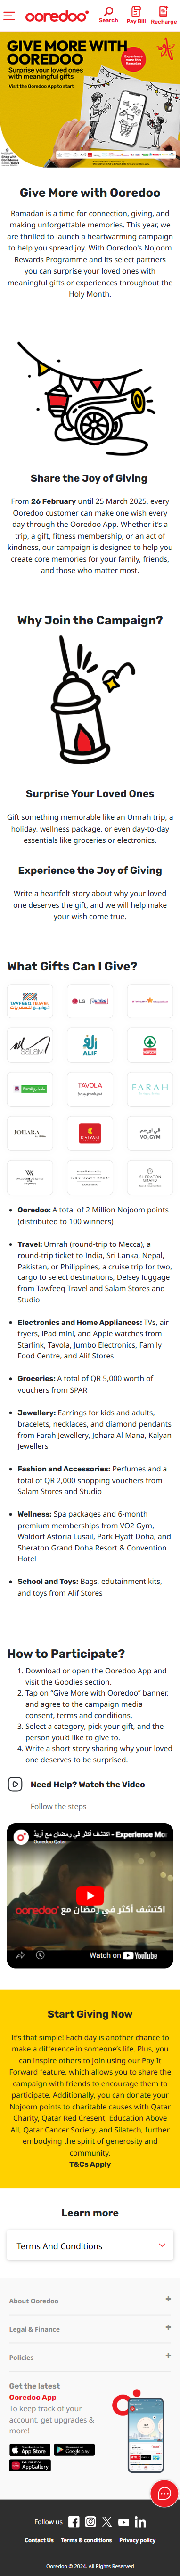 ooredoo
Search
Pay Bill
Recharge
GIVE MORE WITH
OOREDOO
Surprise your loved ones
with meaningful gifts
Visit the Ooredoo App to start
Give More with Ooredoo
Ramadan is a time for connection, giving, and
making unforgettable memories. This year, we
are thrilled to launch a heartwarming campaign
to help you spread joy. With Ooredoo's Nojoom
Rewards Programme and its select partners
you can surprise your loved ones with
meaningful gifts or experiences throughout the
Holy Month.
Share the Joy of Giving
From 26 February until 25 March 2025, every
Ooredoo customer can make one wish every
day through the Ooredoo App. Whether it's a
trip, a gift, fitness membership, or an act of
kindness, our campaign is designed to help you
create core memories for your family, friends,
and those who matter most.
Why Join the Campaign?
Surprise Your Loved Ones
Gift something memorable like an Umrah trip, a
holiday, wellness package, or even day-to-day
essentials like groceries or electronics.
Experience the Joy of Giving
Write a heartfelt story about why your loved
one deserves the gift, and we will help make
your wish come true.
What Gifts Can I Give?
TAWFEEQ TRAVEL
LG
ALIF
SPAR
TAVOLA
FARAH
JOHARA
KALYAN
VO2 GYM
• Ooredoo: A total of 2 Million Nojoom points
(distributed to 100 winners)
• Travel: Umrah (round-trip to Mecca), a
round-trip ticket to India, Sri Lanka, Nepal,
Pakistan, or Philippines, a cruise trip for two,
cargo to select destinations, Delsey luggage
from Tawfeeq Travel and Salam Stores and
Studio
• Electronics and Home Appliances: TVs, air
fryers, iPad mini, and Apple watches from
Starlink, Tavola, Jumbo Electronics, Family
Food Centre, and Alif Stores
• Groceries: A total of QR 5,000 worth of
vouchers from SPAR
• Jewellery: Earrings for kids and adults,
bracelets, necklaces, and diamond pendants
from Farah Jewellery, Johara Al Mana, Kalyan
Jewellers
• Fashion and Accessories: Perfumes and a
total of QR 2,000 shopping vouchers from
Salam Stores and Studio
• Wellness: Spa packages and 6-month
premium memberships from VO2 Gym,
Waldorf Astoria Lusail, Park Hyatt Doha, and
Sheraton Grand Doha Resort & Convention
Hotel
• School and Toys: Bags, edutainment kits,
and toys from Alif Stores
How to Participate?
1. Download or open the Ooredoo App and
visit the Goodies section.
2. Tap on "Give More with Ooredoo" banner,
and agree to the campaign media
consent, terms and conditions.
3. Select a category, pick your gift, and the
person you'd like to give to.
4. Write a short story sharing why your loved
one deserves to be surprised.
Need Help? Watch the Video
Follow the steps
اكتشف أكثر في رمضان مع أريد - Experience Mor
Ooredoo Qatar
اكتشف أكثر في رمضان مع ooredoo
Watch on YouTube
Start Giving Now
It's that simple! Each day is another chance to
make a difference in someone's life. Plus, you
can inspire others to join using our Pay It
Forward feature, which allows you to share the
campaign with friends to encourage them to
participate. Additionally, you can donate your
Nojoom points to charitable causes with Qatar
Charity, Qatar Red Cresent, Education Above
All, Qatar Cancer Society, and Silatech, further
embodying the spirit of generosity and
community.
T&Cs Apply
Learn more
Terms And Conditions
About Ooredoo +
Legal & Finance +
Policies +
Get the latest
Ooredoo App
To keep track of your
account, get upgrades &
more!
App Store
Google play
AppGallery
Follow us
Contact Us Terms & conditions Privacy policy
Ooredoo © 2024. All Rights Reserved